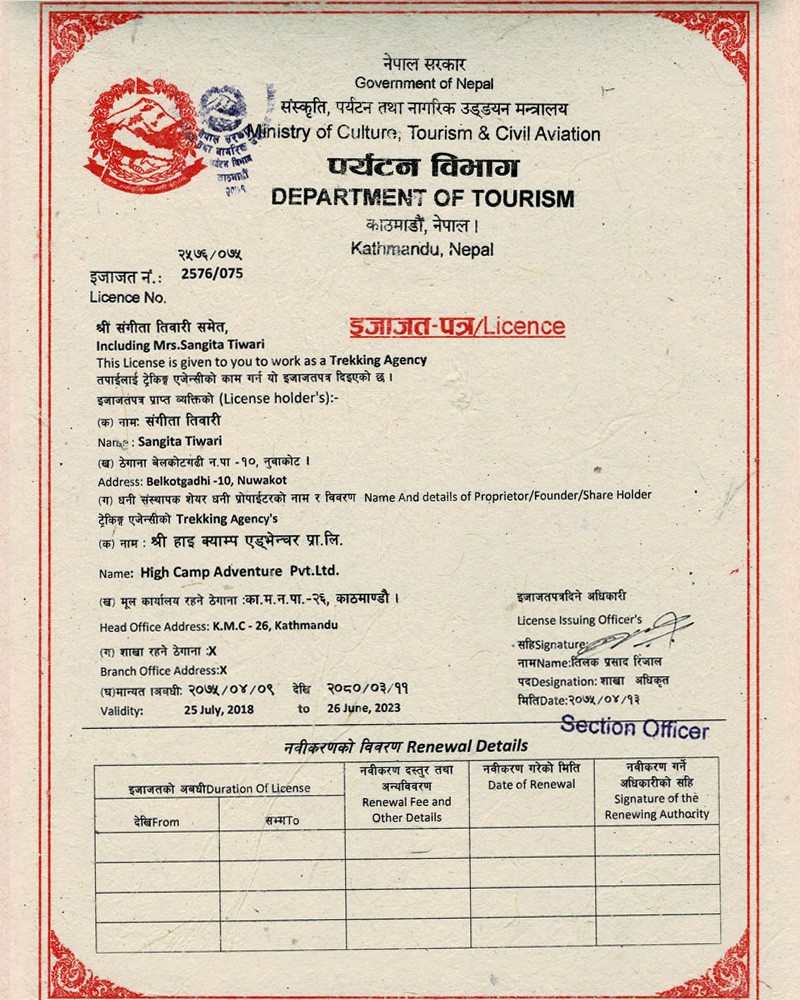 नेपाल सरकार
Government of Nepal
संस्कृति, पर्यटन तथा नागरिक उड्डयन मन्त्रालय
Ministry of Culture, Tourism & Civil Aviation
पर्यटन विभाग
DEPARTMENT OF TOURISM
काठमाडौं, नेपाल ।
Kathmandu, Nepal
२५७६/०७५
इजाजत नं.: 2576/075
Licence No.
इजाजत-पत्र/Licence
श्री संगीता तिवारी समेत,
Including Mrs.Sangita Tiwari
This License is given to you to work as a Trekking Agency
तपाईलाई ट्रेकिङ्ग एजेन्सीको काम गर्न यो इजाजतपत्र दिइएको छ ।
इजाजतपत्र प्राप्त व्यक्तिको (License holder's):-
(क) नामः संगीता तिवारी
Name : Sangita Tiwari
(ख) ठेगाना बेलकोटगढी न.पा -१०, नुवाकोट ।
Address: Belkotgadhi -10, Nuwakot
(ग) धनी संस्थापक शेयर धनी प्रोपाईटरको नाम र विवरण Name And details of Proprietor/Founder/Share Holder
ट्रेकिङ्ग एजेन्सीको Trekking Agency's
(क) नाम : श्री हाइ क्याम्प एड्भेन्चर प्रा.लि.
Name: High Camp Adventure Pvt.Ltd.
(ख) मूल कार्यालय रहने ठेगाना :का.म.न.पा.-२६, काठमाण्डौ ।
Head Office Address: K.M.C - 26, Kathmandu
(ग) शाखा रहने ठेगाना :X
Branch Office Address:X
(घ)मान्यत ।अवधी: २०७५/०४/०९ देखि २०८०/०३/११
Validity: 25 July, 2018 to 26 June, 2023
इजाजतपत्रदिने अधिकारी
License Issuing Officer's
सहिSignature:
नामName:तिलक प्रसाद रिजाल
पदDesignation: शाखा अधिकृत
मितिDate:२०७५/०४/१३
Section Officer
नवीकरणको विवरण Renewal Details
इजाजतको अबधीDuration Of License
देखिFrom
सम्मTo
नवीकरण दस्तुर तथा
अन्यविवरण
Renewal Fee and
Other Details
नवीकरण गरेको मिति
Date of Renewal
नवीकरण गर्ने
अधिकारीको सहि
Signature of the
Renewing Authority